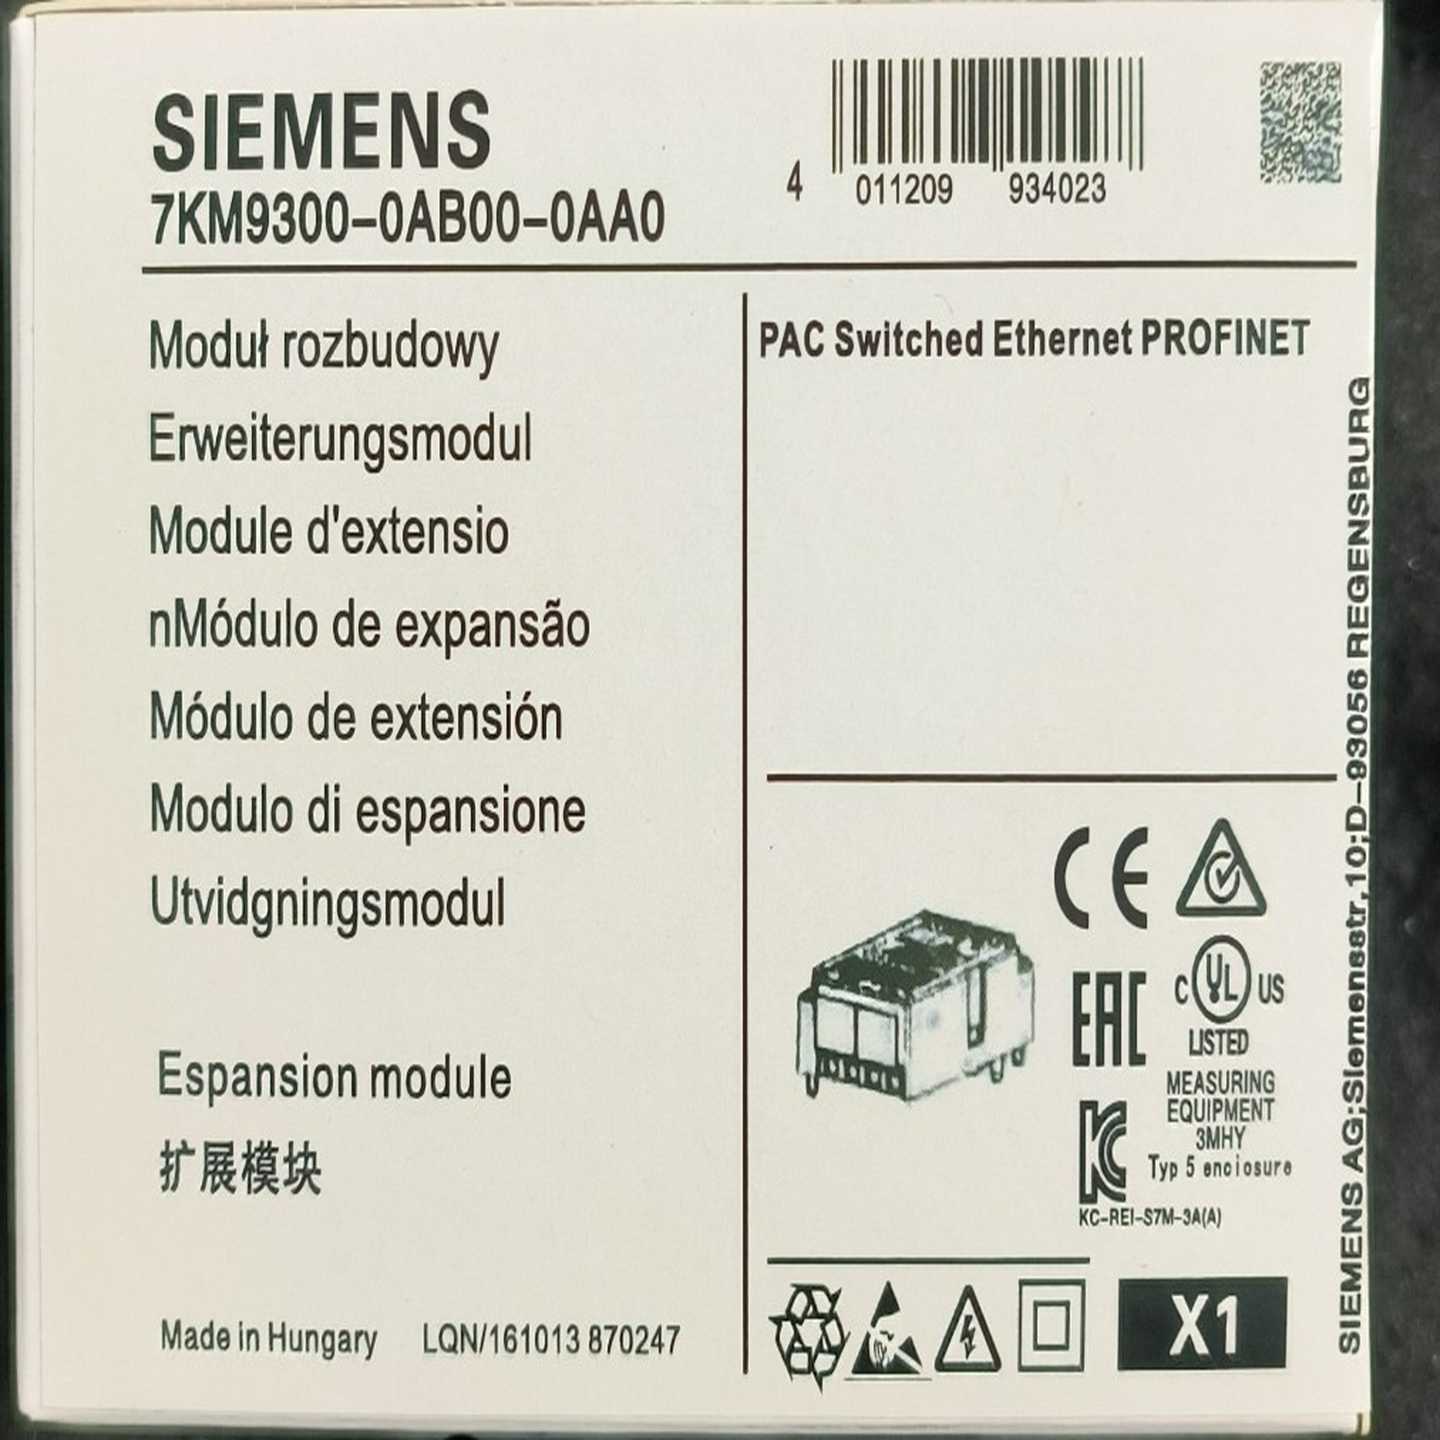 SIEMENS
7KM9300-0AB00-0AA0
4 011209 934023
Moduł rozbudowy
Erweiterungsmodul
Module d'extensio
nMódulo de expansão
Módulo de extensión
Modulo di espansione
Utvidgningsmodul
Espansion module
扩展模块
Made in Hungary LQN/161013 870247
PAC Switched Ethernet PROFINET
CE
EAC
C UL US
LISTED
MEASURING
EQUIPMENT
3MHY
Typ 5 enciosure
KC
KC-REI-S7M-3A(A)
X1
SIEMENS AG;Siemensstr,10;D-93056 REGENSBURG